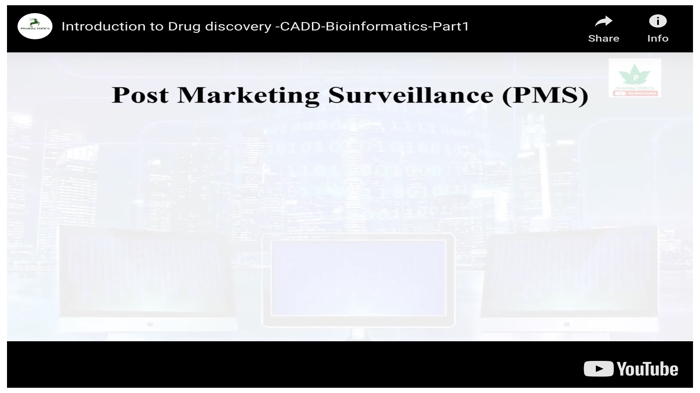 Introduction to Drug discovery -CADD-Bioinformatics-Part1
Share
Info
Post Marketing Surveillance (PMS)
YouTube